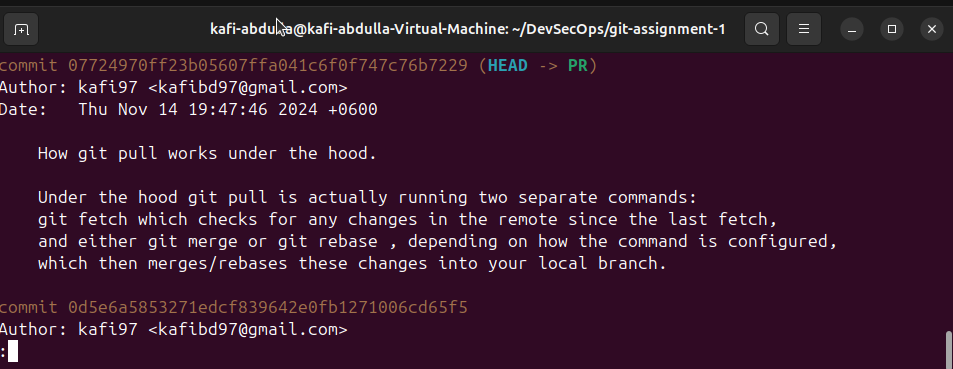 kafi-abdulla@kafi-abdulla-Virtual-Machine: ~/DevSecOps/git-assignment-1
commit 07724970ff23b05607ffa041c6f0f747c76b7229 (HEAD -> PR)
Author: kafi97 <kafibd97@gmail.com>
Date:   Thu Nov 14 19:47:46 2024 +0600
How git pull works under the hood.
Under the hood git pull is actually running two separate commands:
git fetch which checks for any changes in the remote since the last fetch,
and either git merge or git rebase , depending on how the command is configured,
which then merges/rebases these changes into your local branch.
commit 0d5e6a5853271edcf839642e0fb1271006cd65f5
Author: kafi97 <kafibd97@gmail.com>
: